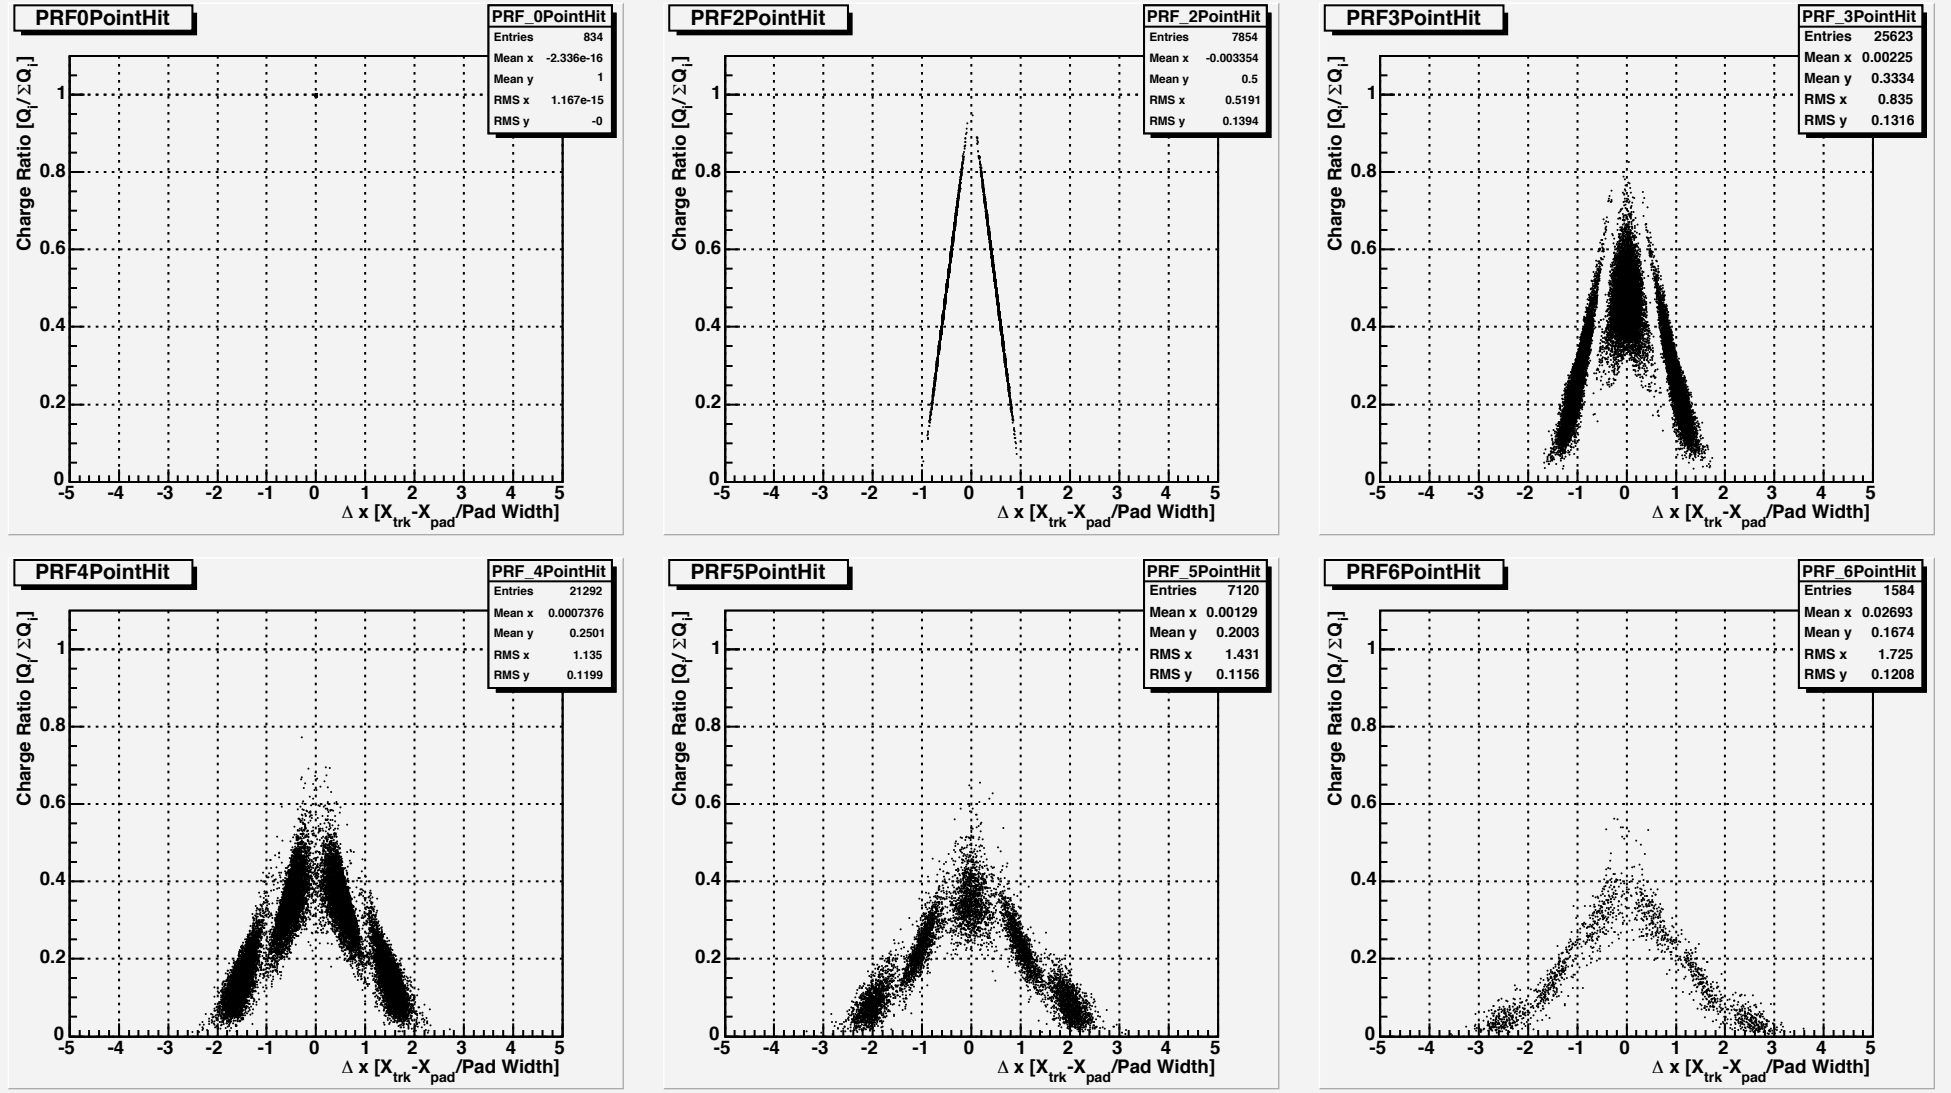 PRF0PointHit
PRF_0PointHit
Entries 834
Mean x -2.336e-16
Mean y 1
RMS x 1.167e-15
RMS y -0
Charge Ratio [Qi/ΣQi]
1
0.8
0.6
0.4
0.2
0
-5 -4 -3 -2 -1 0 1 2 3 4 5
Δ x [Xtrk-Xpad/Pad Width]
PRF2PointHit
PRF_2PointHit
Entries 7854
Mean x -0.003354
Mean y 0.5
RMS x 0.5191
RMS y 0.1394
Charge Ratio [Qi/ΣQi]
1
0.8
0.6
0.4
0.2
0
-5 -4 -3 -2 -1 0 1 2 3 4 5
Δ x [Xtrk-Xpad/Pad Width]
PRF3PointHit
PRF_3PointHit
Entries 25623
Mean x 0.00225
Mean y 0.3334
RMS x 0.835
RMS y 0.1316
Charge Ratio [Qi/ΣQi]
1
0.8
0.6
0.4
0.2
0
-5 -4 -3 -2 -1 0 1 2 3 4 5
Δ x [Xtrk-Xpad/Pad Width]
PRF4PointHit
PRF_4PointHit
Entries 21292
Mean x 0.0007376
Mean y 0.2501
RMS x 1.135
RMS y 0.1199
Charge Ratio [Qi/ΣQi]
1
0.8
0.6
0.4
0.2
0
-5 -4 -3 -2 -1 0 1 2 3 4 5
Δ x [Xtrk-Xpad/Pad Width]
PRF5PointHit
PRF_5PointHit
Entries 7120
Mean x 0.00129
Mean y 0.2003
RMS x 1.431
RMS y 0.1156
Charge Ratio [Qi/ΣQi]
1
0.8
0.6
0.4
0.2
0
-5 -4 -3 -2 -1 0 1 2 3 4 5
Δ x [Xtrk-Xpad/Pad Width]
PRF6PointHit
PRF_6PointHit
Entries 1584
Mean x 0.02693
Mean y 0.1674
RMS x 1.725
RMS y 0.1208
Charge Ratio [Qi/ΣQi]
1
0.8
0.6
0.4
0.2
0
-5 -4 -3 -2 -1 0 1 2 3 4 5
Δ x [Xtrk-Xpad/Pad Width]